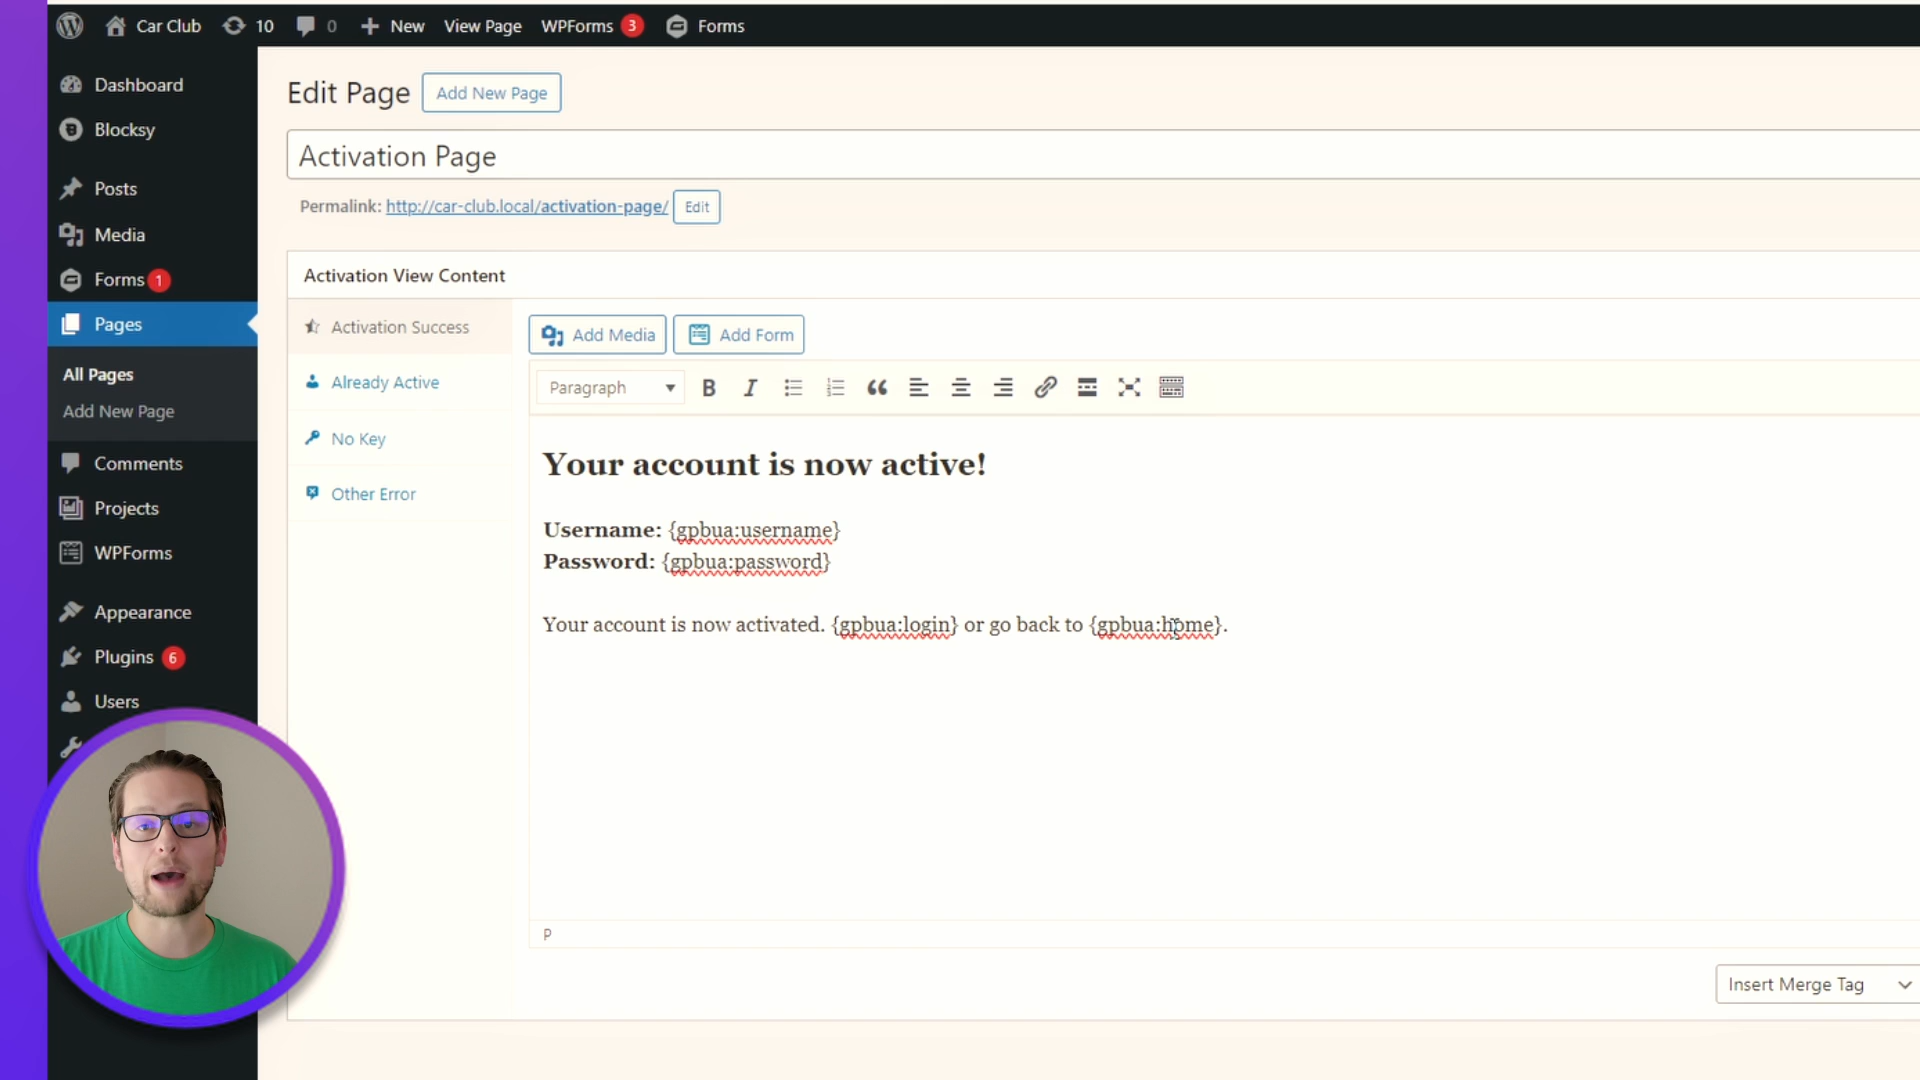 Car Club 10 0 New View Page WPForms 3 Forms
Dashboard
Blocksy
Posts
Media
Forms 1
Pages
All Pages
Add New Page
Comments
Projects
WPForms
Appearance
Plugins 6
Users
Edit Page Add New Page
Activation Page
Permalink: http://car-club.local/activation-page/ Edit
Activation View Content
Activation Success
Already Active
No Key
Other Error
Add Media Add Form
Paragraph
Your account is now active!
Username: {gpbua:username}
Password: {gpbua:password}
Your account is now activated. {gpbua:login} or go back to {gpbua:home}.
P
Insert Merge Tag